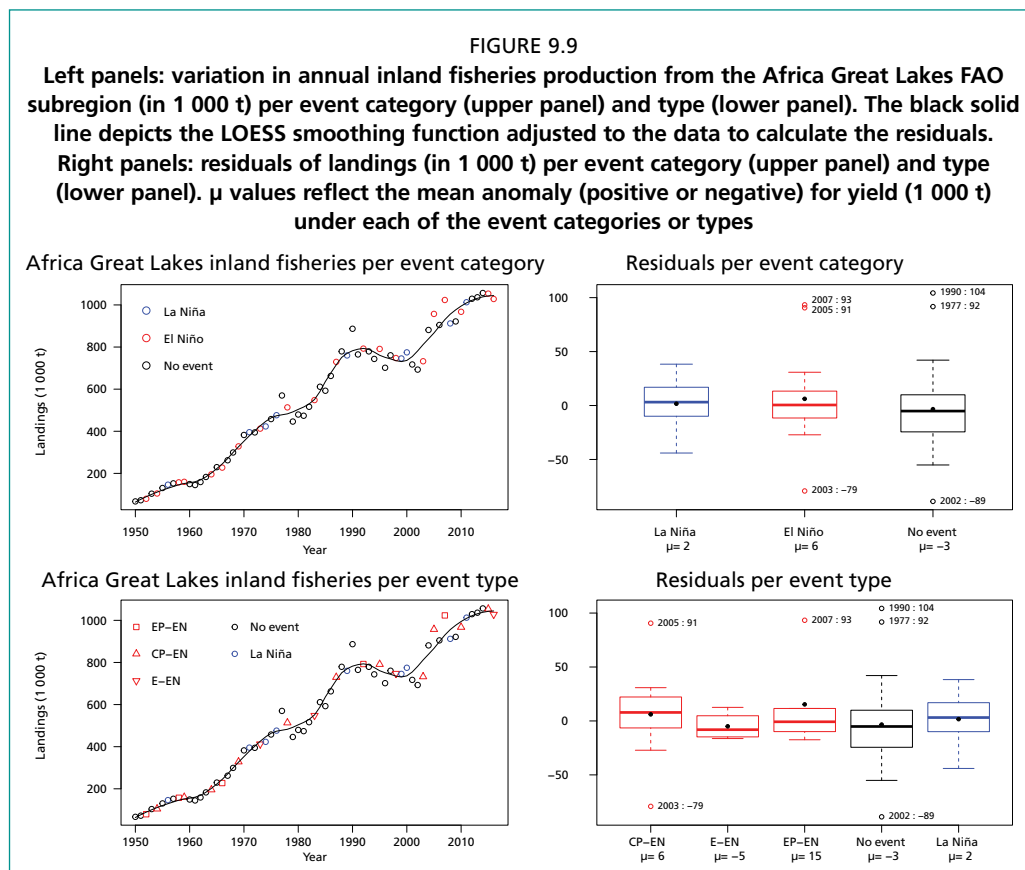 FIGURE 9.9
Left panels: variation in annual inland fisheries production from the Africa Great Lakes FAO
subregion (in 1 000 t) per event category (upper panel) and type (lower panel). The black solid
line depicts the LOESS smoothing function adjusted to the data to calculate the residuals.
Right panels: residuals of landings (in 1 000 t) per event category (upper panel) and type
(lower panel). µ values reflect the mean anomaly (positive or negative) for yield (1 000 t)
under each of the event categories or types
Africa Great Lakes inland fisheries per event category
Landings (1 000 t)
1000
800
600
400
200
La Niña
El Niño
No event
1950 1960 1970 1980 1990 2000 2010
Year
Residuals per event category
100
50
0
−50
2007 : 93
2005 : 91
2003 : −79
1990 : 104
1977 : 92
2002 : −89
La Niña El Niño No event
µ= 2 µ= 6 µ= −3
Africa Great Lakes inland fisheries per event type
Landings (1 000 t)
1000
800
600
400
200
EP−EN No event
CP−EN La Niña
E−EN
1950 1960 1970 1980 1990 2000 2010
Year
Residuals per event type
100
50
0
−50
2005 : 91
2003 : −79
2007 : 93
1990 : 104
1977 : 92
2002 : −89
CP−EN E−EN EP−EN No event La Niña
µ= 6 µ= −5 µ= 15 µ= −3 µ= 2